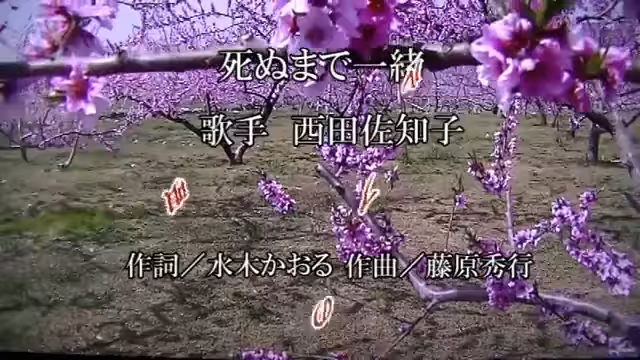 死ぬまで一緒
歌手 西田佐知子
作詞／水木かおる 作曲／藤原秀行
の